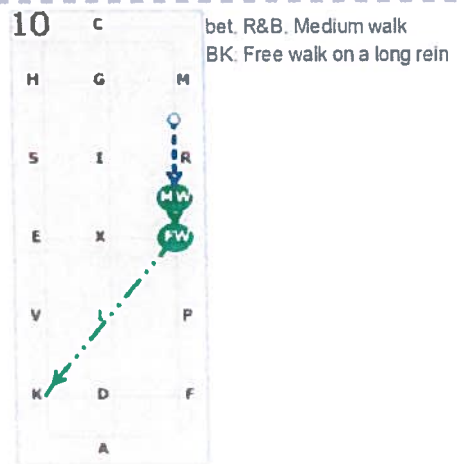 10
C
bet. R&B. Medium walk
BK. Free walk on a long rein
H G M
S I R
MW
E X FW
V L P
K D F
A